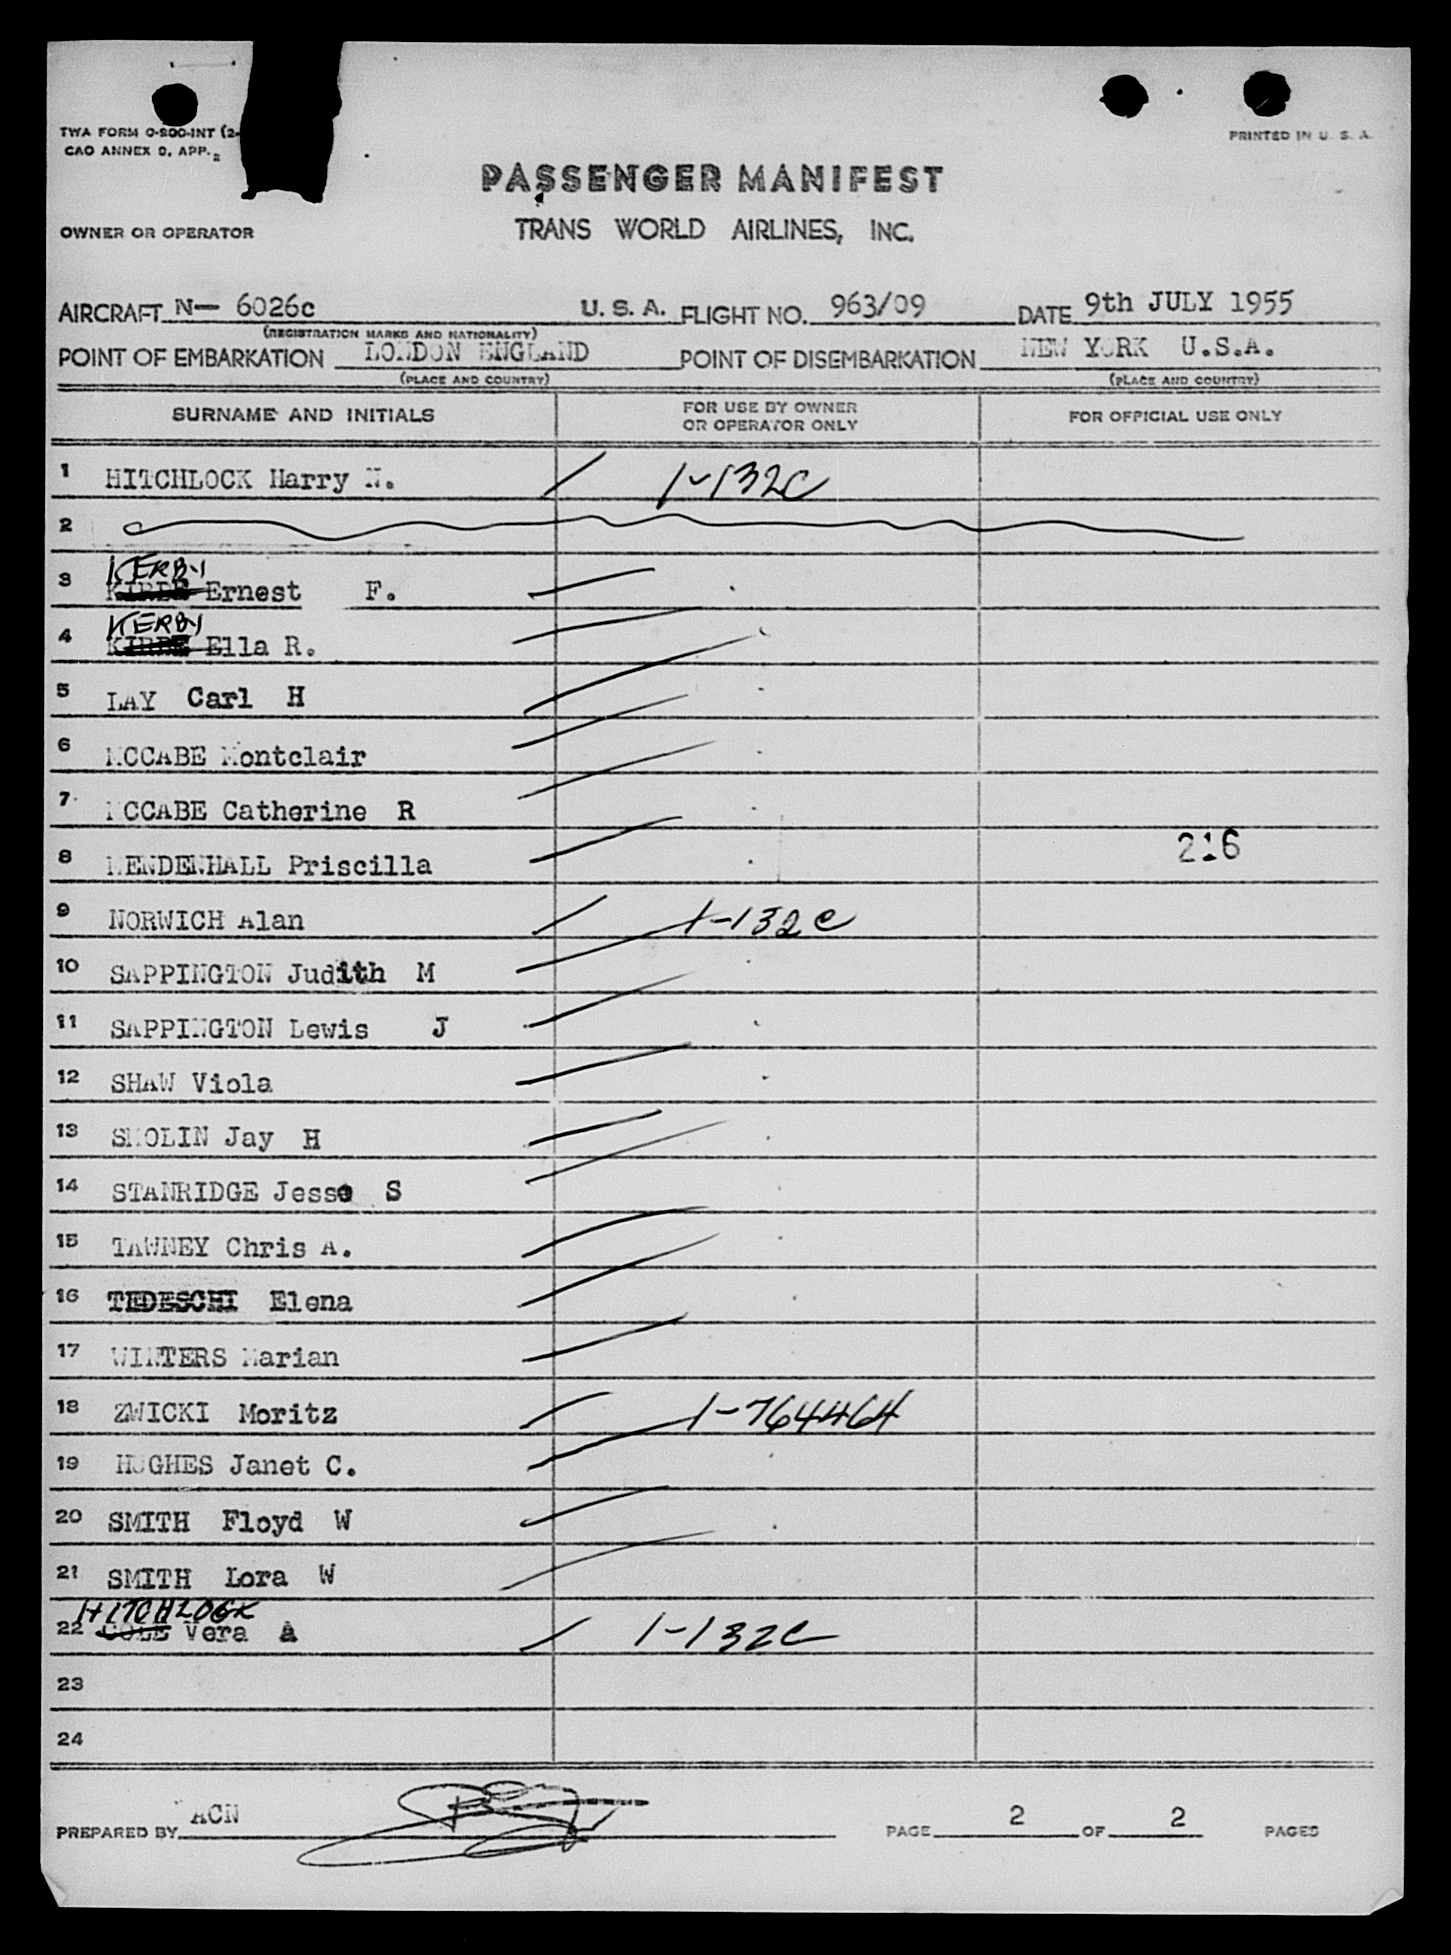 TWA FORM O-200-INT (2-
CAO ANNEX 9, APP. 2
PRINTED IN U. S. A.
PASSENGER MANIFEST
OWNER OR OPERATOR
TRANS WORLD AIRLINES, INC.
AIRCRAFT N— 6026c U. S. A. FLIGHT NO. 963/09 DATE 9th JULY 1955
(REGISTRATION MARKS AND NATIONALITY)
POINT OF EMBARKATION LONDON ENGLAND POINT OF DISEMBARKATION NEW YORK U.S.A.
(PLACE AND COUNTRY) (PLACE AND COUNTRY)
SURNAME AND INITIALS FOR USE BY OWNER OR OPERATOR ONLY FOR OFFICIAL USE ONLY
1 HITCHLOCK Harry N. 1-132C
2
KERBY
3 Ernest F.
KERBY
4 Ella R.
5 LAY Carl H
6 MCCABE Montclair
7 MCCABE Catherine R
8 MENDENHALL Priscilla 216
9 NORWICH Alan 1-132C
10 SAPPINGTON Judith M
11 SAPPINGTON Lewis J
12 SHAW Viola
13 SMOLIN Jay H
14 STANRIDGE Jesse S
15 TAWNEY Chris A.
16 TEDESCHI Elena
17 WINTERS Marian
18 ZWICKI Moritz 1-764464
19 HUGHES Janet C.
20 SMITH Floyd W
21 SMITH Lora W
HITCHLOCK
22 COLE Vera A 1-132C
23
24
PREPARED BY ACN PAGE 2 OF 2 PAGES